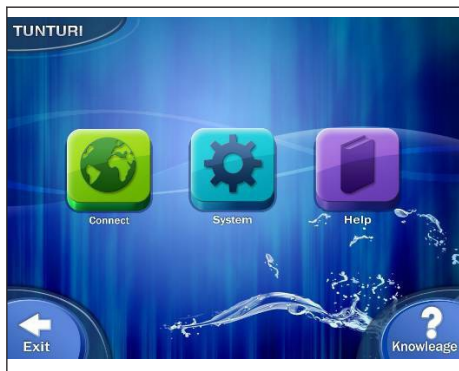 TUNTURI
Connect
System
Help
Exit
Knowleage